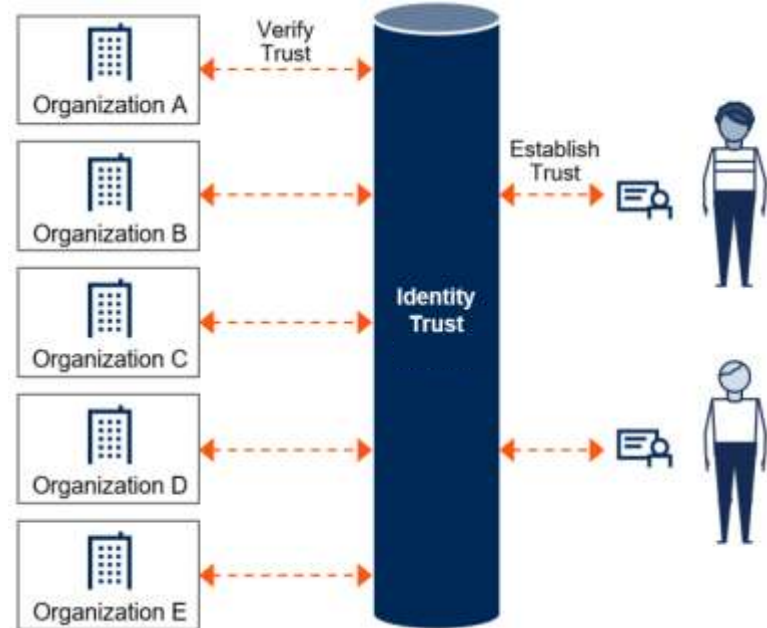 Verify
Trust
Organization A
Establish
Trust
Organization B
Identity
Trust
Organization C
Organization D
Organization E